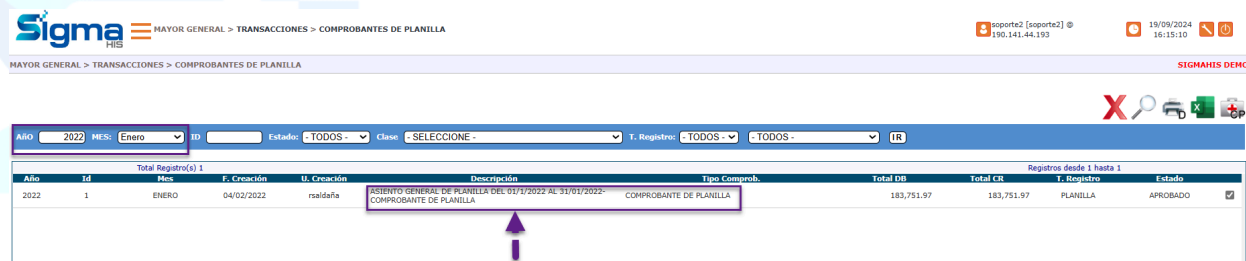 Sigma
HIS
MAYOR GENERAL > TRANSACCIONES > COMPROBANTES DE PLANILLA
soporte2 [soporte2] @
190.141.44.193
19/09/2024
16:15:10
MAYOR GENERAL > TRANSACCIONES > COMPROBANTES DE PLANILLA
SIGMAHIS DEMO
D
CP
AÑO 2022 MES: Enero ID Estado: - TODOS - Clase - SELECCIONE - T. Registro: - TODOS - - TODOS - IR
Total Registro(s) 1 Registros desde 1 hasta 1
Año Id Mes F. Creación U. Creación Descripción Tipo Comprob. Total DB Total CR T. Registro Estado
2022 1 ENERO 04/02/2022 rsaldaña ASIENTO GENERAL DE PLANILLA DEL 01/1/2022 AL 31/01/2022- COMPROBANTE DE PLANILLA 183,751.97 183,751.97 PLANILLA APROBADO
COMPROBANTE DE PLANILLA